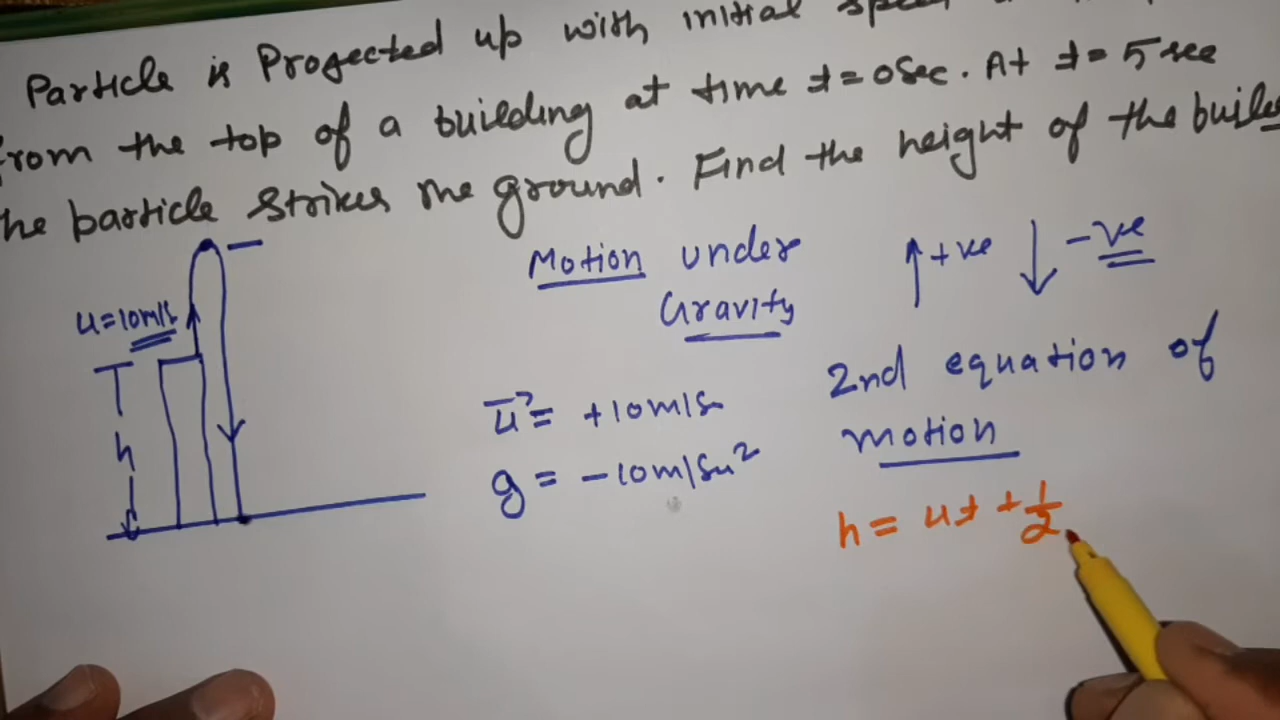 Particle is Progected up with initial
from the top of a building at time t=0Sec. At t=5 sec
the particle Strikes the ground. Find the height of the build
Motion under
Gravity
↑+ve ↓-ve
u=10m/s
h
u⃗ = +10m/s
g = -10m/s²
2nd equation of
motion
h = ut + 1/2